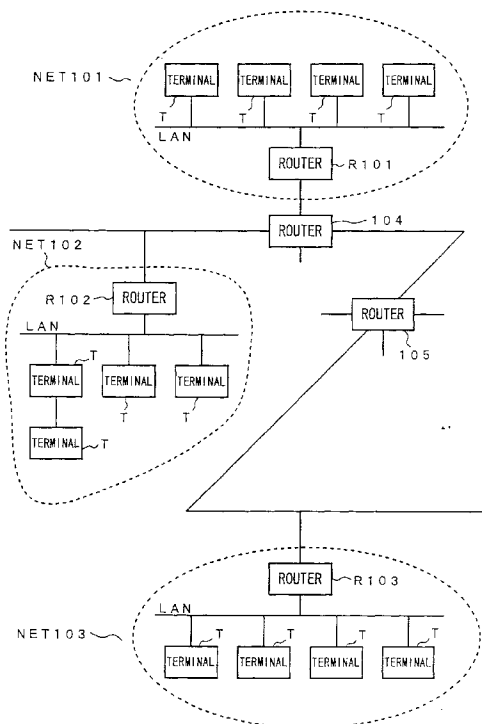 TERMINAL TERMINAL TERMINAL TERMINAL
NET101
T T T T
LAN
ROUTER R101
ROUTER 104
NET102
R102 ROUTER
ROUTER
LAN
105
T
TERMINAL TERMINAL TERMINAL
T T
TERMINAL T
ROUTER R103
LAN
NET103 T T T T
TERMINAL TERMINAL TERMINAL TERMINAL